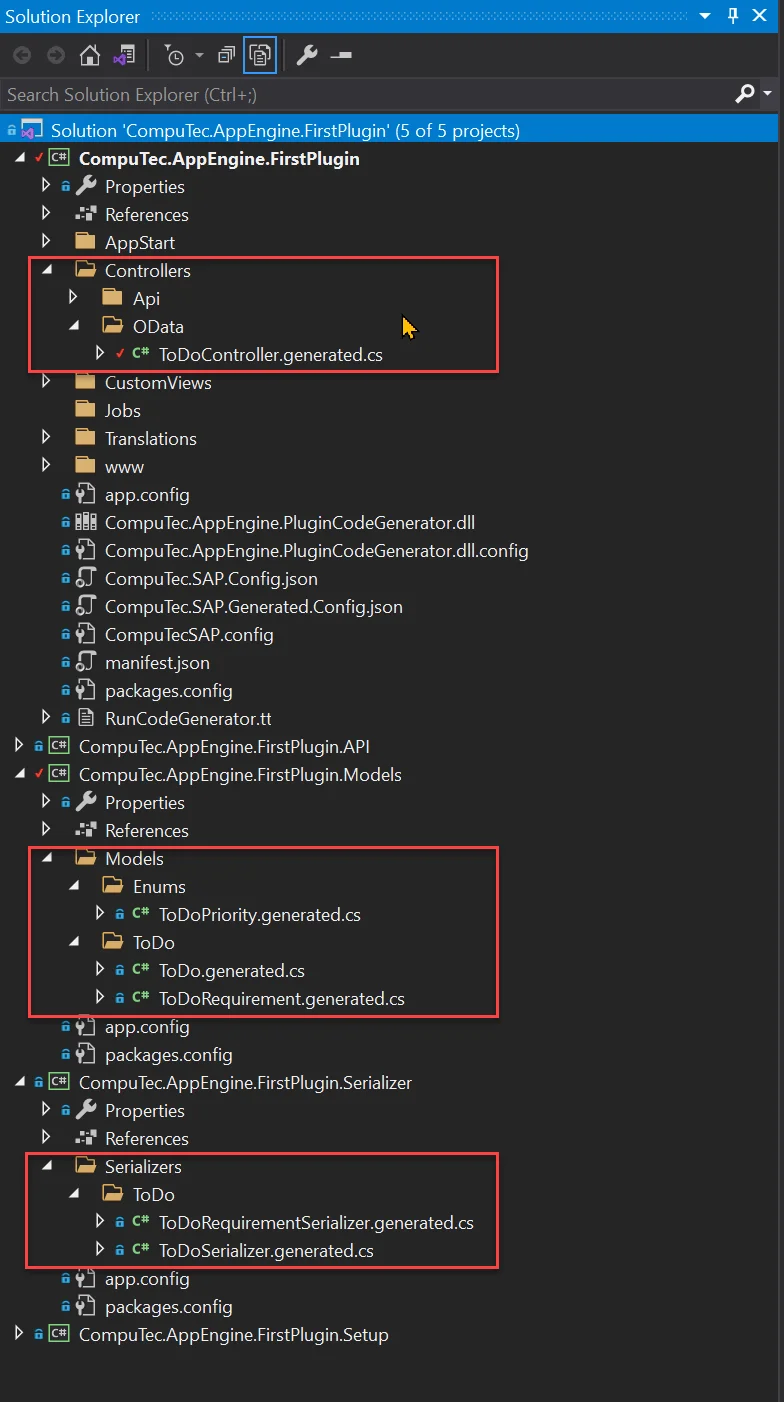 Solution Explorer
Search Solution Explorer (Ctrl+;)
Solution 'CompuTec.AppEngine.FirstPlugin' (5 of 5 projects)
C# CompuTec.AppEngine.FirstPlugin
Properties
References
AppStart
Controllers
Api
OData
C# ToDoController.generated.cs
CustomViews
Jobs
Translations
www
app.config
CompuTec.AppEngine.PluginCodeGenerator.dll
CompuTec.AppEngine.PluginCodeGenerator.dll.config
CompuTec.SAP.Config.json
CompuTec.SAP.Generated.Config.json
CompuTecSAP.config
manifest.json
packages.config
RunCodeGenerator.tt
C# CompuTec.AppEngine.FirstPlugin.API
C# CompuTec.AppEngine.FirstPlugin.Models
Properties
References
Models
Enums
C# ToDoPriority.generated.cs
ToDo
C# ToDo.generated.cs
C# ToDoRequirement.generated.cs
app.config
packages.config
C# CompuTec.AppEngine.FirstPlugin.Serializer
Properties
References
Serializers
ToDo
C# ToDoRequirementSerializer.generated.cs
C# ToDoSerializer.generated.cs
app.config
packages.config
C# CompuTec.AppEngine.FirstPlugin.Setup